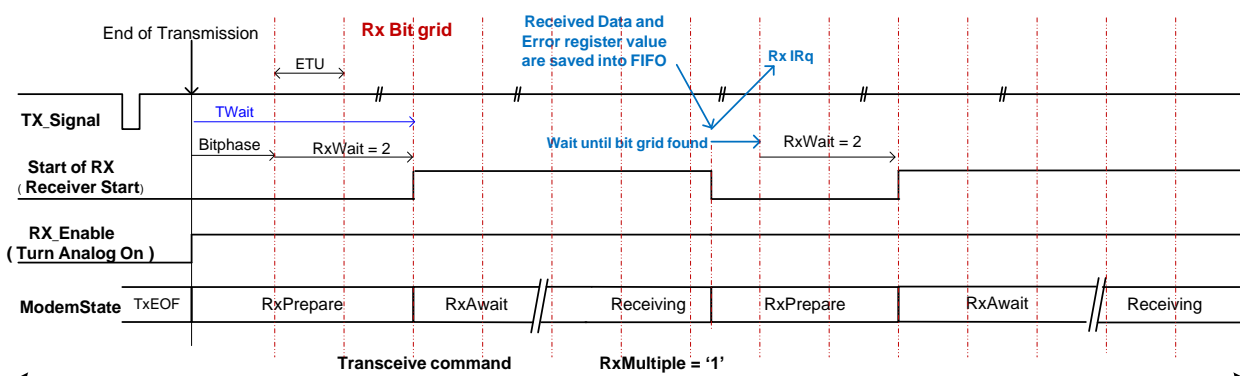 End of Transmission
Rx Bit grid
Received Data and
Error register value
are saved into FIFO
Rx IRq
ETU
TX_Signal
TWait
Bitphase
RxWait = 2
Wait until bit grid found
RxWait = 2
Start of RX
( Receiver Start)
RX_Enable
( Turn Analog On )
ModemState
TxEOF
RxPrepare
RxAwait
Receiving
RxPrepare
RxAwait
Receiving
Transceive command
RxMultiple = ‘1’